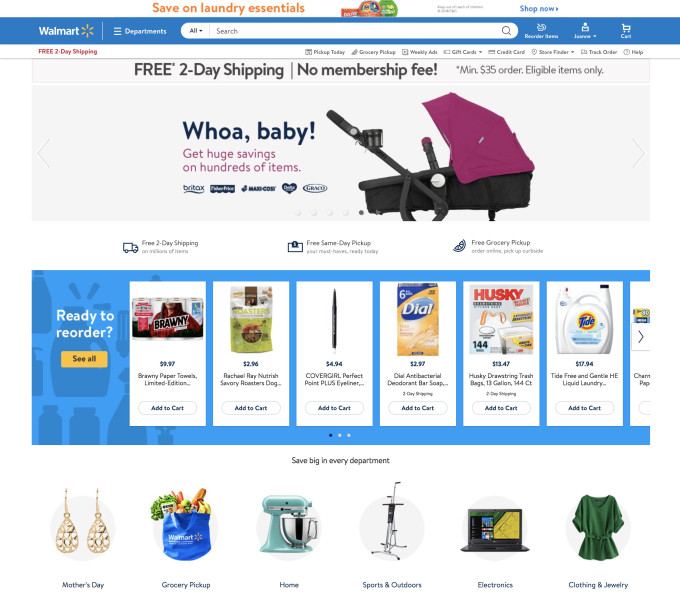 Save on laundry essentials
Shop now
Walmart
Departments
All
Search
Reorder Items
Joanne
Cart
FREE 2-Day Shipping
Pickup Today
Grocery Pickup
Weekly Ads
Gift Cards
Credit Card
Store Finder
Track Order
Help
FREE* 2-Day Shipping | No membership fee! *Min. $35 order. Eligible items only.
Whoa, baby!
Get huge savings
on hundreds of items.
britax Fisher-Price MAXI-COSI Delta GRACO
Free 2-Day Shipping
on millions of items
Free Same-Day Pickup
your must-haves, ready today
Free Grocery Pickup
order online, pick up curbside
Ready to
reorder?
See all
BRAWNY
$9.97
Brawny Paper Towels,
Limited-Edition...
Add to Cart
ROASTERS
$2.96
Rachael Ray Nutrish
Savory Roasters Dog...
Add to Cart
$4.94
COVERGIRL Perfect
Point PLUS Eyeliner,...
Add to Cart
6
Dial
$2.97
Dial Antibacterial
Deodorant Bar Soap,...
2-Day Shipping
Add to Cart
HUSKY
144
$13.47
Husky Drawstring Trash
Bags, 13 Gallon, 144 Ct
2-Day Shipping
Add to Cart
Tide
$17.94
Tide Free and Gentle HE
Liquid Laundry...
Add to Cart
Charm
Pap
Save big in every department
Walmart
Mother's Day
Grocery Pickup
Home
Sports & Outdoors
Electronics
Clothing & Jewelry